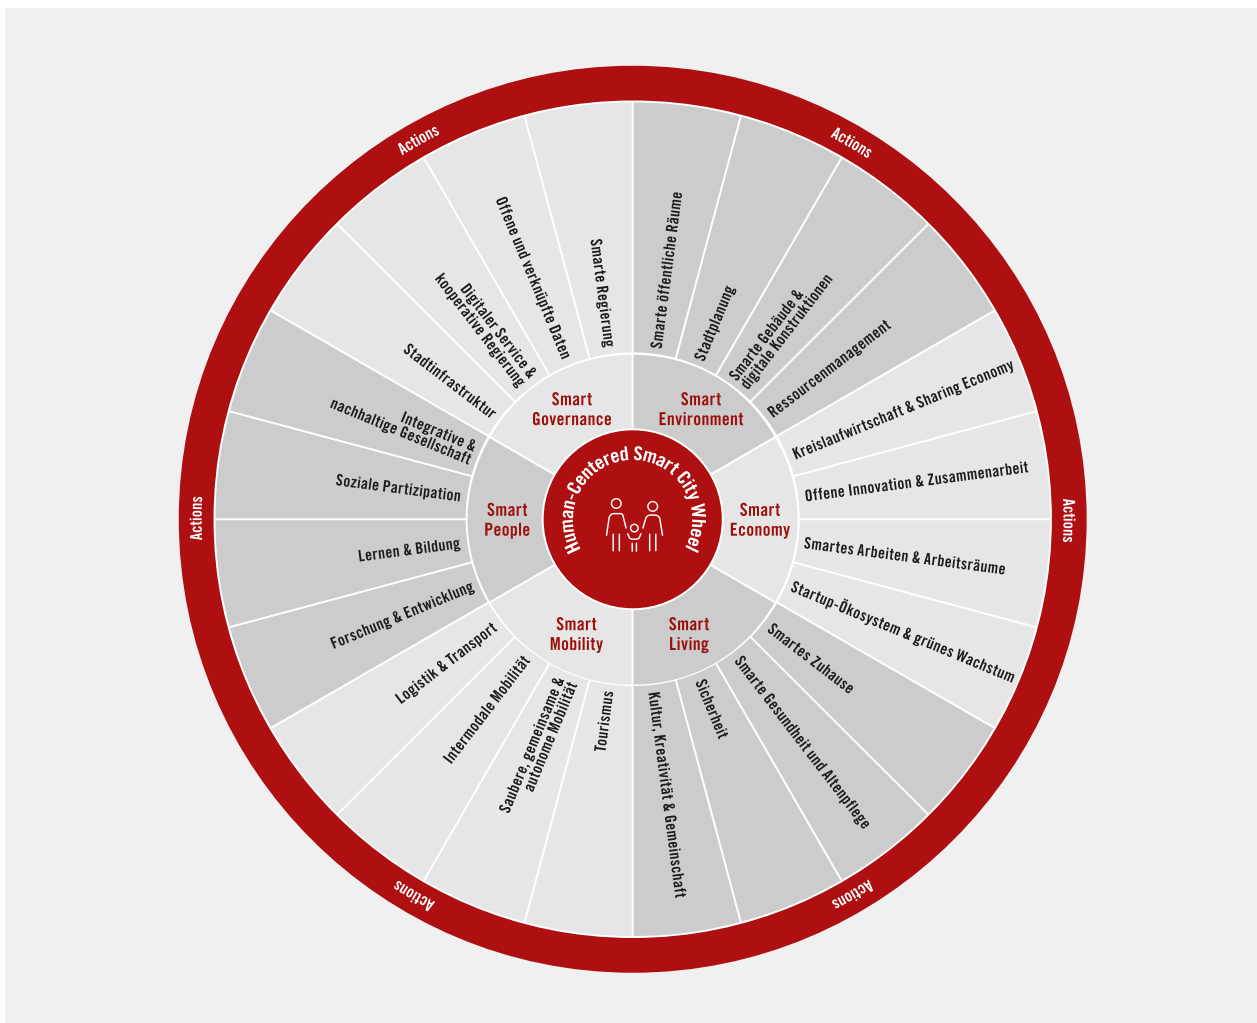 Human-Centered Smart City Wheel
Smart
Environment
Smarte öffentliche Räume
Stadtplanung
Smarte Gebäude &
digitale Konstruktionen
Ressourcenmanagement
Actions
Smart
Economy
Kreislaufwirtschaft & Sharing Economy
Offene Innovation & Zusammenarbeit
Smartes Arbeiten & Arbeitsräume
Startup-Ökosystem & grünes Wachstum
Actions
Smart
Living
Smartes Zuhause
Smarte Gesundheit und Altenpflege
Sicherheit
Kultur, Kreativität & Gemeinschaft
Actions
Smart
Mobility
Tourismus
Saubere, gemeinsame &
autonome Mobilität
Intermodale Mobilität
Logistik & Transport
Actions
Smart
People
Forschung & Entwicklung
Lernen & Bildung
Soziale Partizipation
Integrative &
nachhaltige Gesellschaft
Actions
Smart
Governance
Stadtinfrastruktur
Digitaler Service &
kooperative Regierung
Offene und verknüpfte Daten
Smarte Regierung
Actions